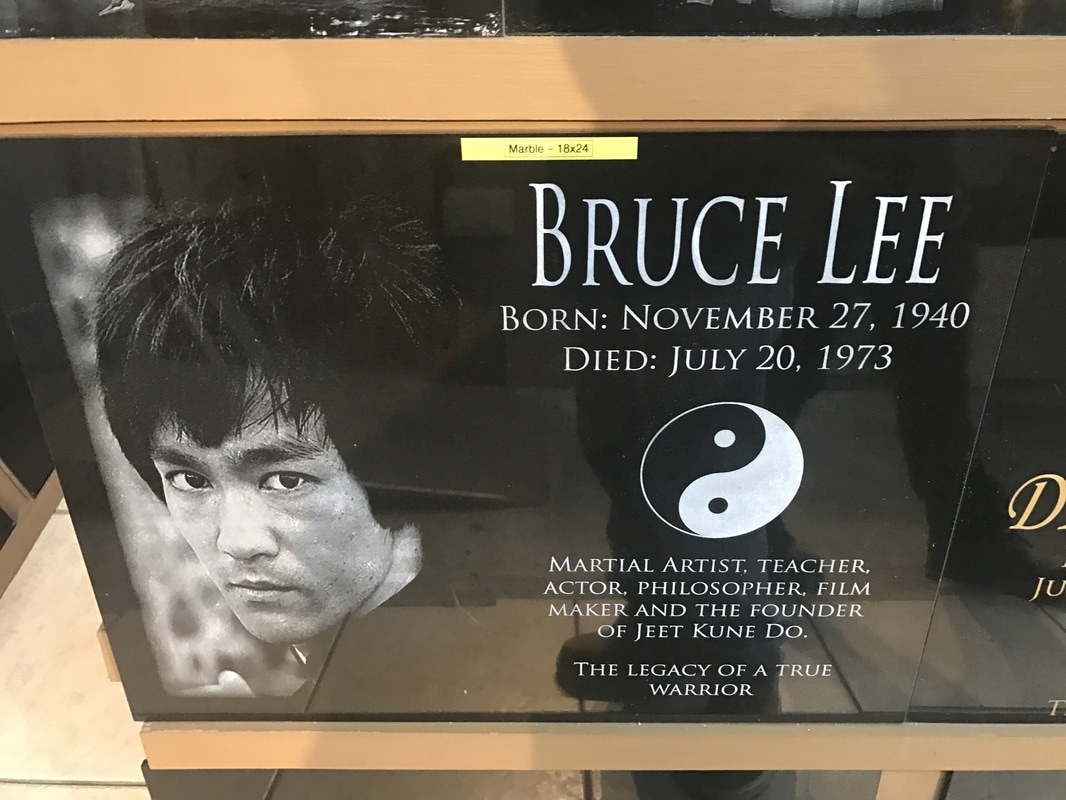 Marble - 18x24
BRUCE LEE
BORN: NOVEMBER 27, 1940
DIED: JULY 20, 1973
MARTIAL ARTIST, TEACHER,
ACTOR, PHILOSOPHER, FILM
MAKER AND THE FOUNDER
OF JEET KUNE DO.
THE LEGACY OF A TRUE
WARRIOR